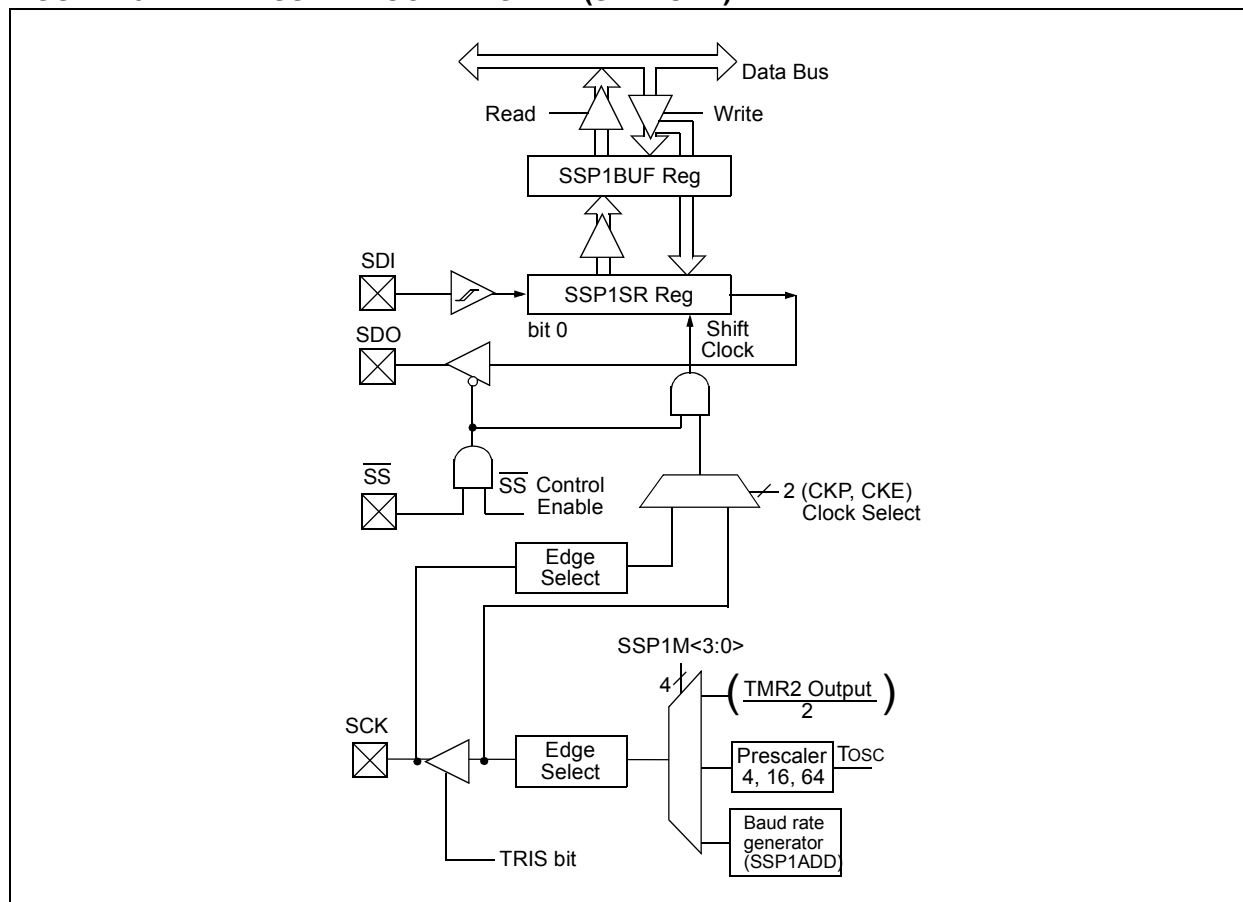 Data Bus
Read
Write
SSP1BUF Reg
SDI
SSP1SR Reg
bit 0
Shift
Clock
SDO
SS
SS Control
Enable
2 (CKP, CKE)
Clock Select
Edge
Select
SSP1M<3:0>
4
(TMR2 Output)
2
SCK
Edge
Select
Prescaler
4, 16, 64
TOSC
Baud rate
generator
(SSP1ADD)
TRIS bit